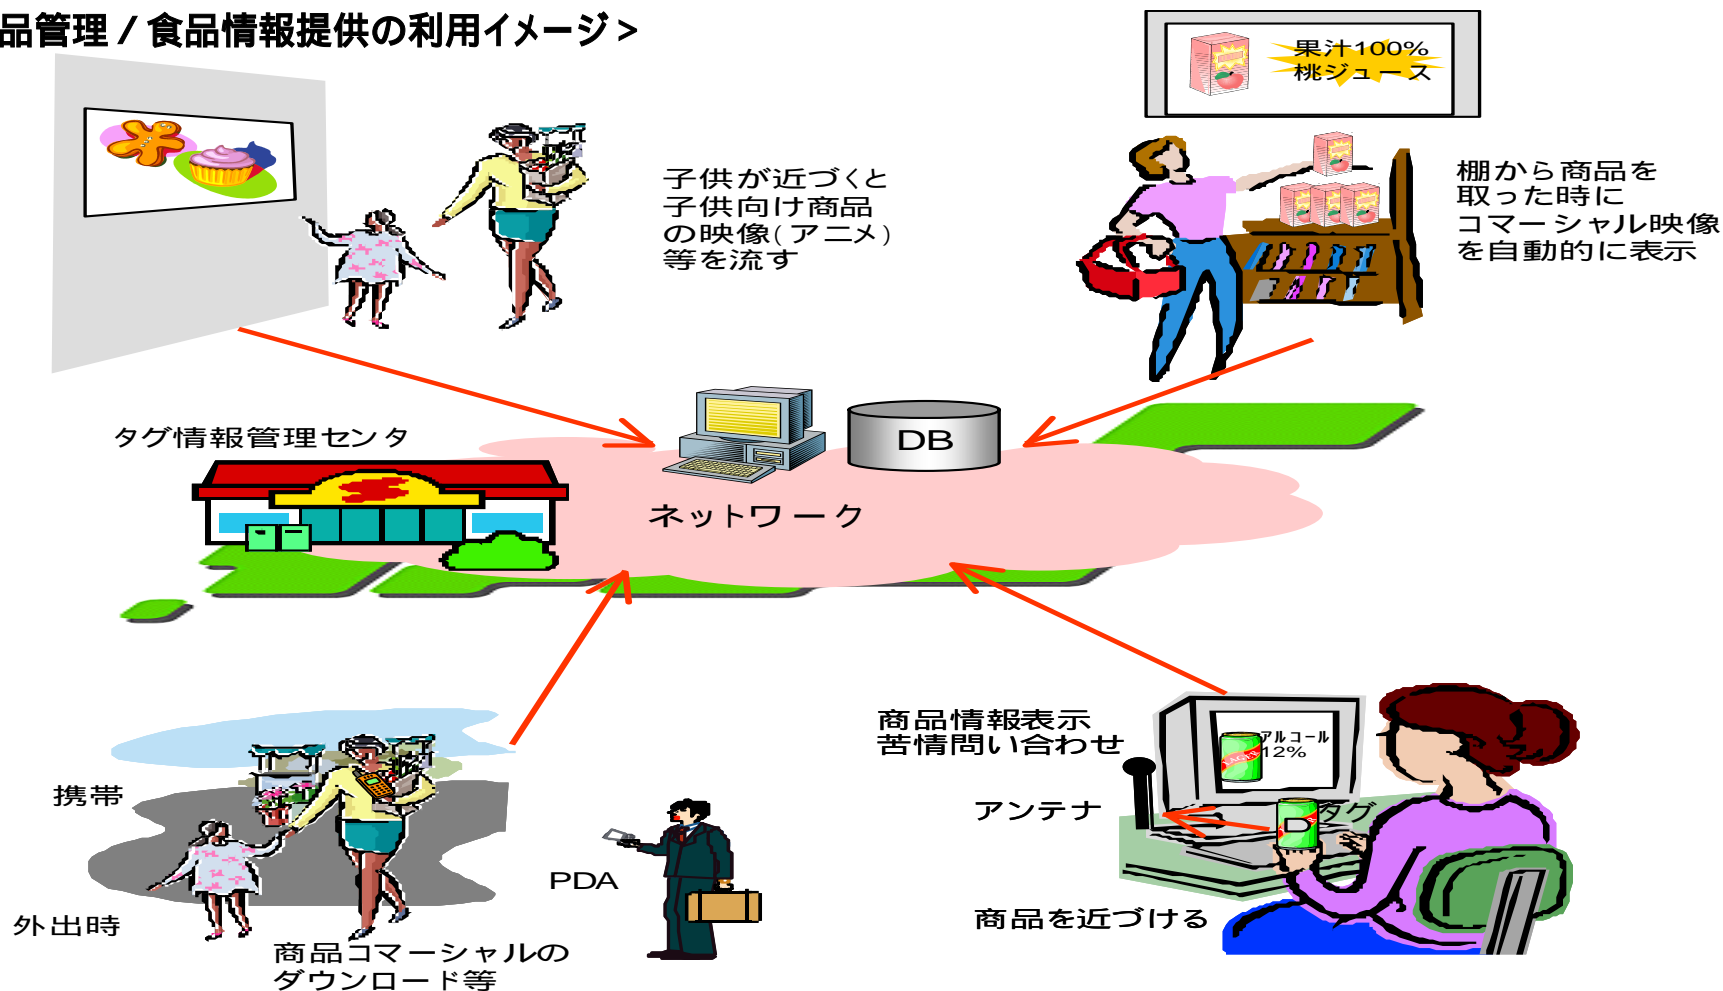 品管理／食品情報提供の利用イメージ＞
果汁100%
桃ジュース
子供が近づくと
子供向け商品
の映像(アニメ)
等を流す
棚から商品を
取った時に
コマーシャル映像
を自動的に表示
タグ情報管理センタ
DB
ネットワーク
商品情報表示
苦情問い合わせ
アルコール
12%
LAGER
携帯
アンテナ
タグ
D
PDA
商品を近づける
外出時
商品コマーシャルの
ダウンロード等